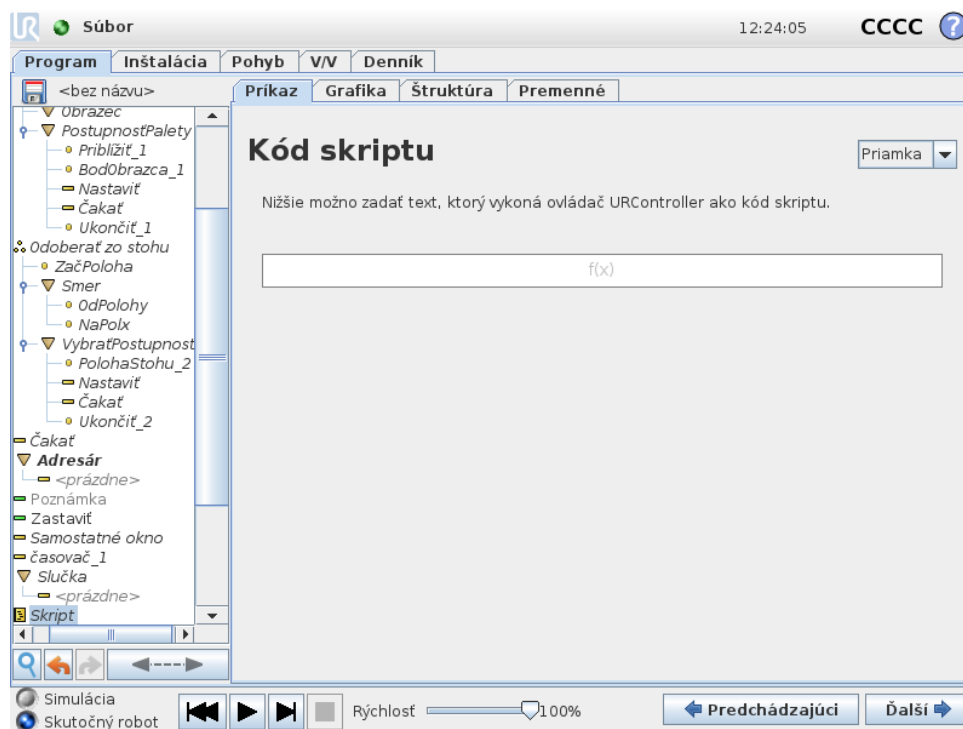 UR Súbor 12:24:05 CCCC ?
Program Inštalácia Pohyb V/V Denník
<bez názvu> Príkaz Grafika Štruktúra Premenné
Obrazec
PostupnosťPalety
Priblížiť_1
BodObrazca_1
Nastaviť
Čakať
Ukončiť_1
Odoberať zo stohu
ZačPoloha
Smer
OdPolohy
NaPolx
VybraťPostupnost
PolohaStohu_2
Nastaviť
Čakať
Ukončiť_2
Čakať
Adresár
<prázdne>
Poznámka
Zastaviť
Samostatné okno
časovač_1
Slučka
<prázdne>
Skript
Kód skriptu
Priamka
Nižšie možno zadať text, ktorý vykoná ovládač URController ako kód skriptu.
f(x)
Simulácia
Skutočný robot
Rýchlosť 100%
Predchádzajúci Ďalší